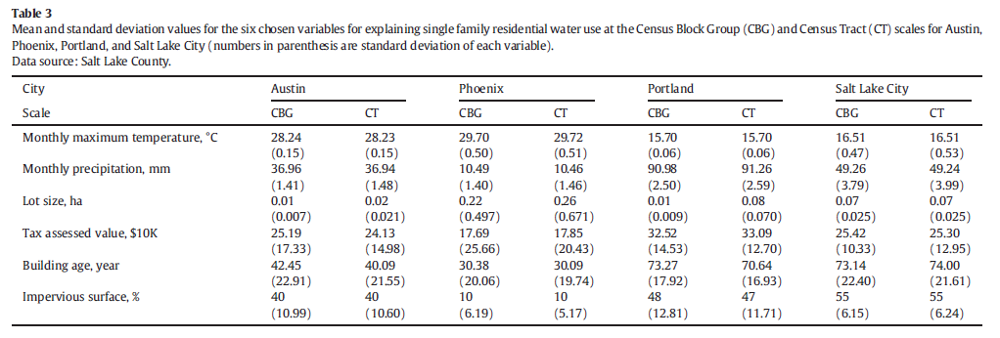 Table 3
Mean and standard deviation values for the six chosen variables for explaining single family residential water use at the Census Block Group (CBG) and Census Tract (CT) scales for Austin,
Phoenix, Portland, and Salt Lake City (numbers in parenthesis are standard deviation of each variable).
Data source: Salt Lake County.
City Austin Phoenix Portland Salt Lake City
Scale CBG CT CBG CT CBG CT CBG CT
Monthly maximum temperature, °C 28.24 28.23 29.70 29.72 15.70 15.70 16.51 16.51
(0.15) (0.15) (0.50) (0.51) (0.06) (0.06) (0.47) (0.53)
Monthly precipitation, mm 36.96 36.94 10.49 10.46 90.98 91.26 49.26 49.24
(1.41) (1.48) (1.40) (1.46) (2.50) (2.59) (3.79) (3.99)
Lot size, ha 0.01 0.02 0.22 0.26 0.01 0.08 0.07 0.07
(0.007) (0.021) (0.497) (0.671) (0.009) (0.070) (0.025) (0.025)
Tax assessed value, $10K 25.19 24.13 17.69 17.85 32.52 33.09 25.42 25.30
(17.33) (14.98) (25.66) (20.43) (14.53) (12.70) (10.33) (12.95)
Building age, year 42.45 40.09 30.38 30.09 73.27 70.64 73.14 74.00
(22.91) (21.55) (20.06) (19.74) (17.92) (16.93) (22.40) (21.61)
Impervious surface, % 40 40 10 10 48 47 55 55
(10.99) (10.60) (6.19) (5.17) (12.81) (11.71) (6.15) (6.24)